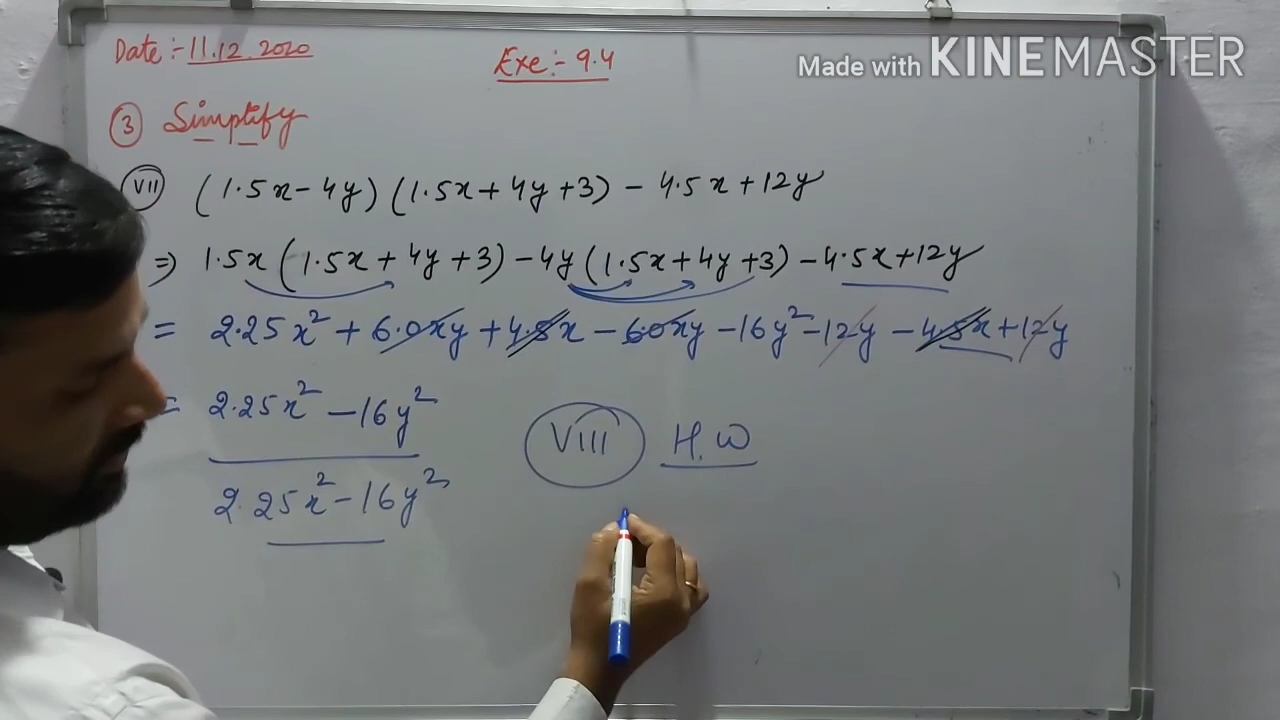 Date :- 11.12.2020
Exe:- 9.4
Made with KINEMASTER
③ Simplify
VII (1.5x - 4y) (1.5x + 4y + 3) - 4.5x + 12y
=> 1.5x (1.5x + 4y + 3) - 4y (1.5x + 4y + 3) - 4.5x + 12y
= 2.25x² + 6.0xy + 4.5x - 6.0xy - 16y² - 12y - 4.5x + 12y
= 2.25x² - 16y²
VIII H.W
2.25x² - 16y²